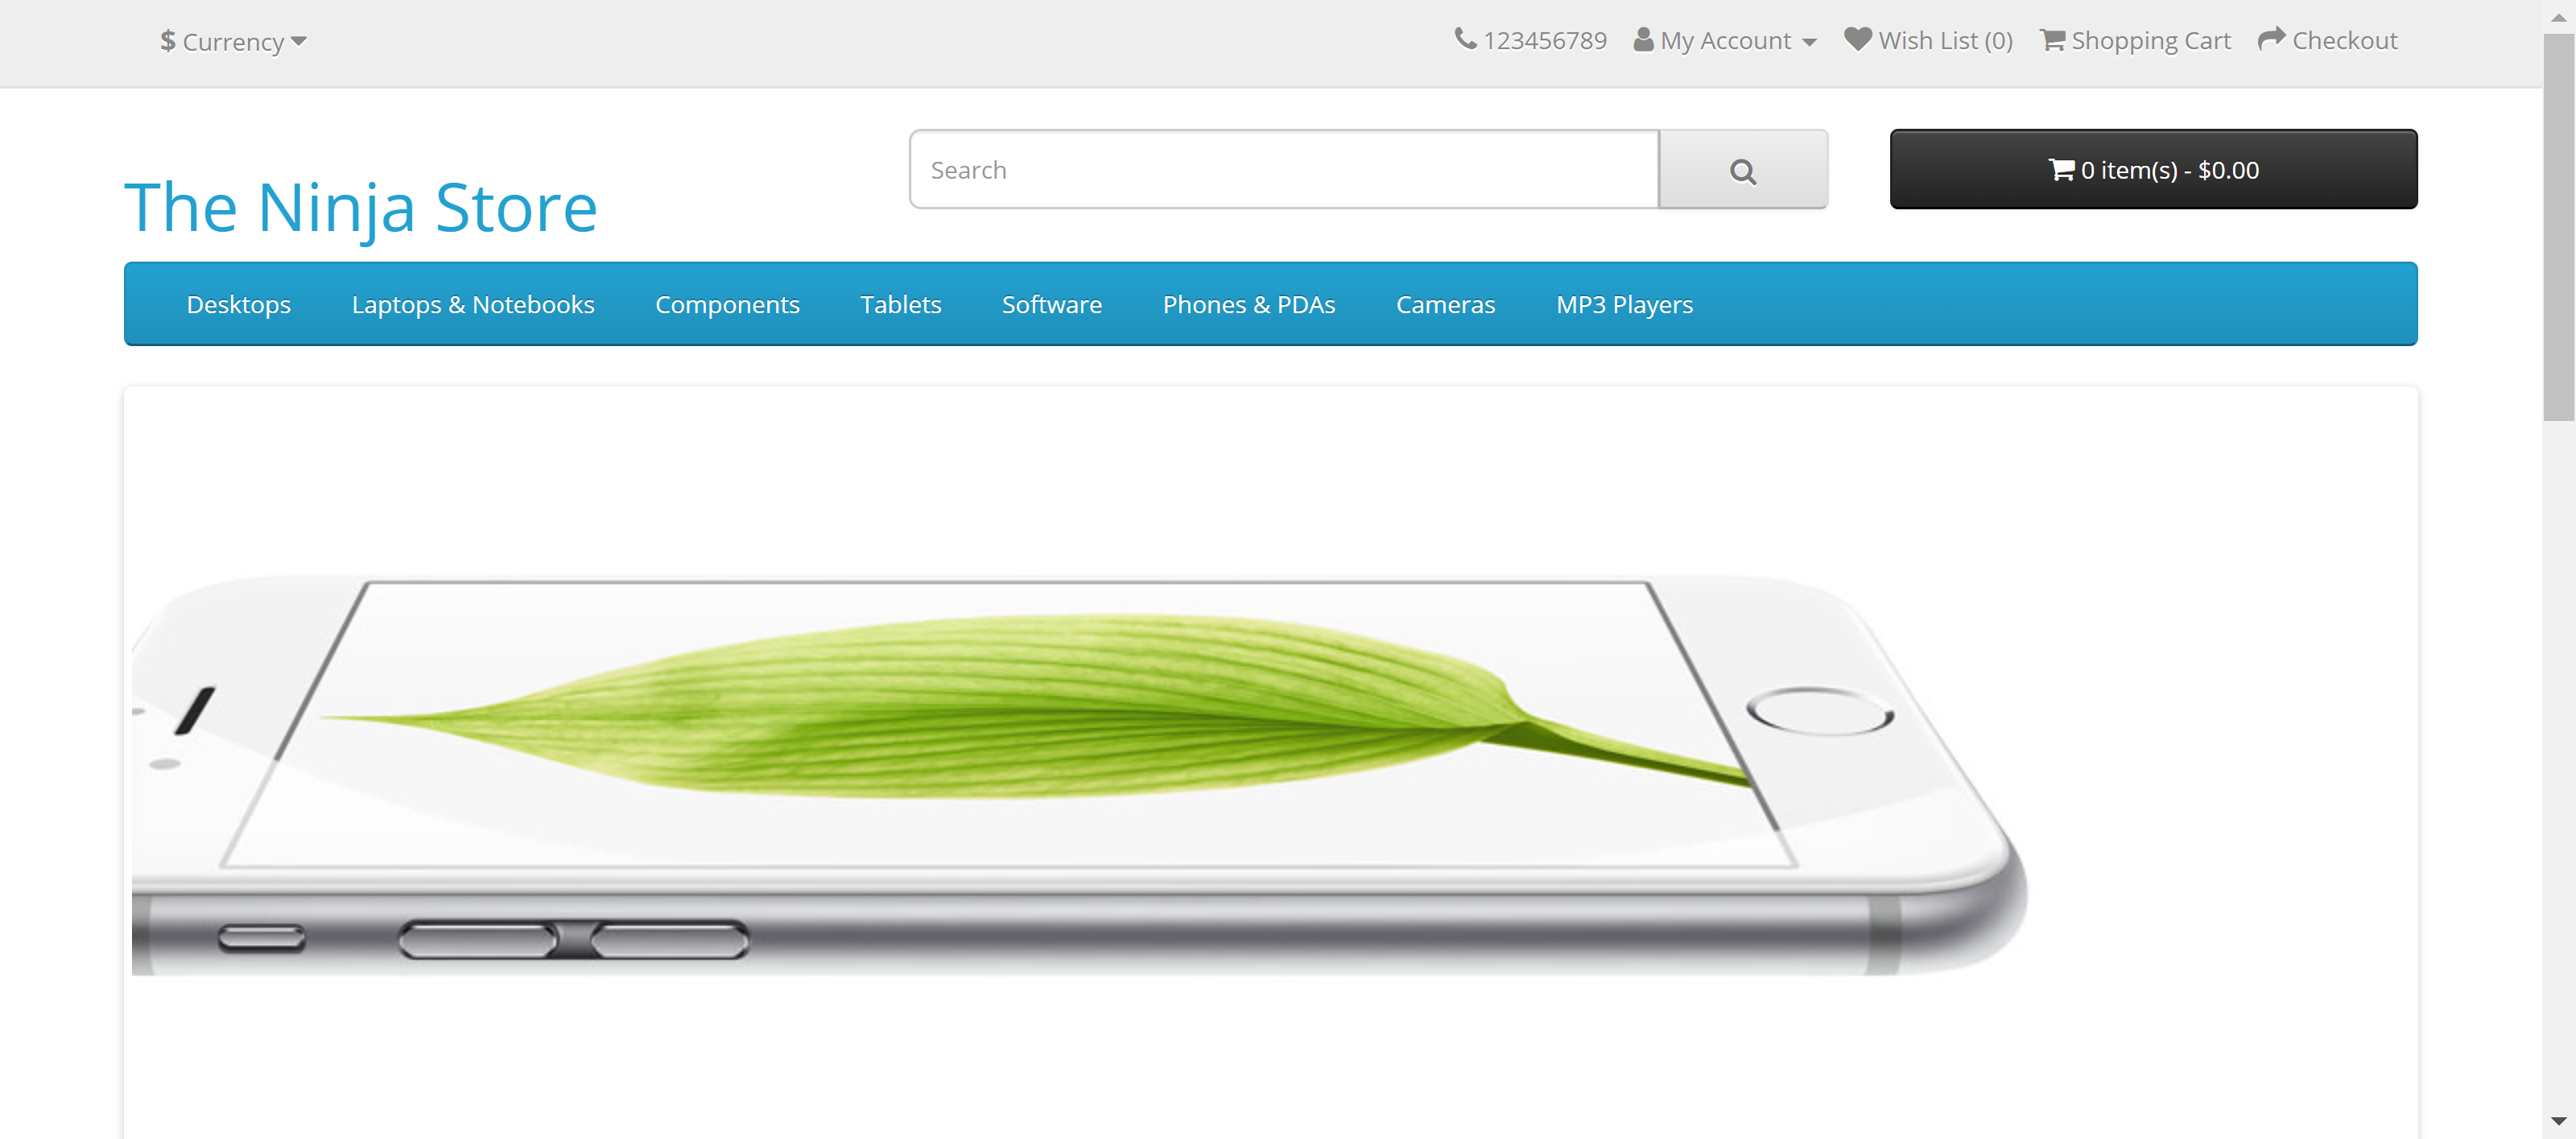 $ Currency
123456789 My Account Wish List (0) Shopping Cart Checkout
The Ninja Store
Search
0 item(s) - $0.00
Desktops Laptops & Notebooks Components Tablets Software Phones & PDAs Cameras MP3 Players